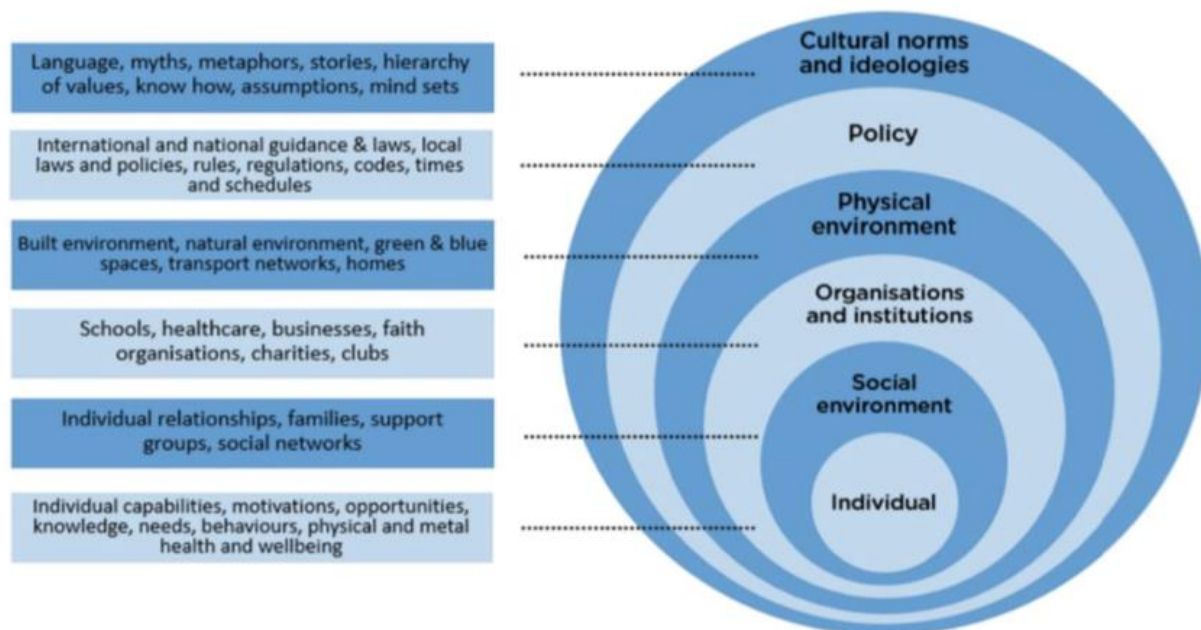 Language, myths, metaphors, stories, hierarchy
of values, know how, assumptions, mind sets
Cultural norms
and ideologies
International and national guidance & laws, local
laws and policies, rules, regulations, codes, times
and schedules
Policy
Built environment, natural environment, green & blue
spaces, transport networks, homes
Physical
environment
Schools, healthcare, businesses, faith
organisations, charities, clubs
Organisations
and institutions
Individual relationships, families, support
groups, social networks
Social
environment
Individual capabilities, motivations, opportunities,
knowledge, needs, behaviours, physical and metal
health and wellbeing
Individual